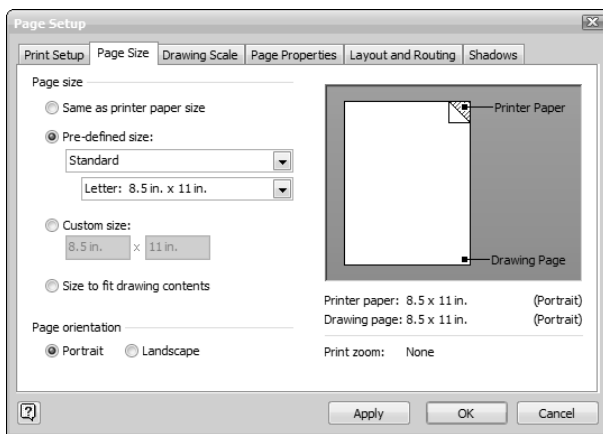 Page Setup
Print Setup Page Size Drawing Scale Page Properties Layout and Routing Shadows
Page size
Same as printer paper size
Pre-defined size:
Standard
Letter: 8.5 in. x 11 in.
Custom size:
8.5 in. x 11 in.
Size to fit drawing contents
Page orientation
Portrait Landscape
Printer Paper
Drawing Page
Printer paper: 8.5 x 11 in. (Portrait)
Drawing page: 8.5 x 11 in. (Portrait)
Print zoom: None
?
Apply OK Cancel